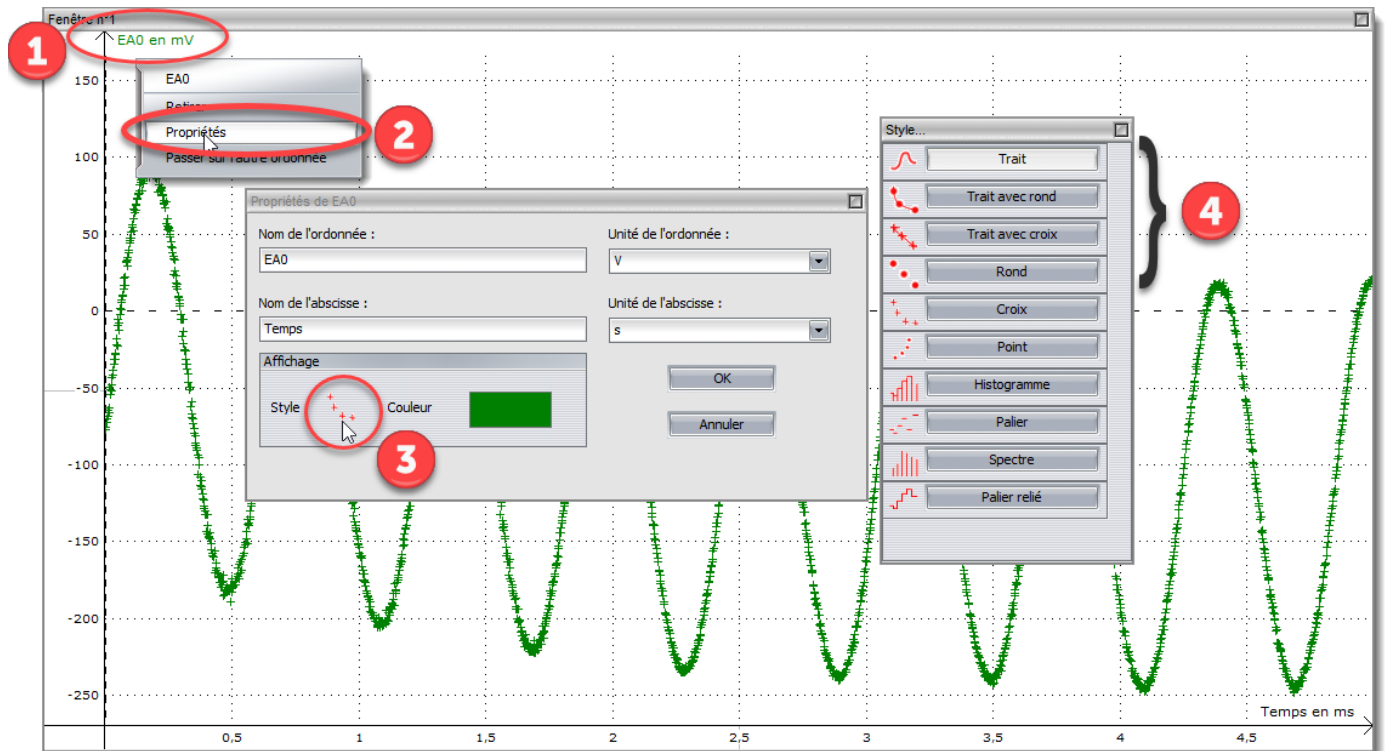 Fenêtre n°1
1
EA0 en mV
EA0
Propriétés
2
Passer sur l'autre ordonnée
150
100
50
0
-50
-100
-150
-200
-250
Propriétés de EA0
Nom de l'ordonnée :
Unité de l'ordonnée :
EA0
V
Nom de l'abscisse :
Unité de l'abscisse :
Temps
s
Affichage
Style
Couleur
OK
Annuler
3
Style...
Trait
Trait avec rond
Trait avec croix
Rond
Croix
Point
Histogramme
Palier
Spectre
Palier relié
4
Temps en ms
0,5
1
1,5
2
2,5
3
3,5
4
4,5